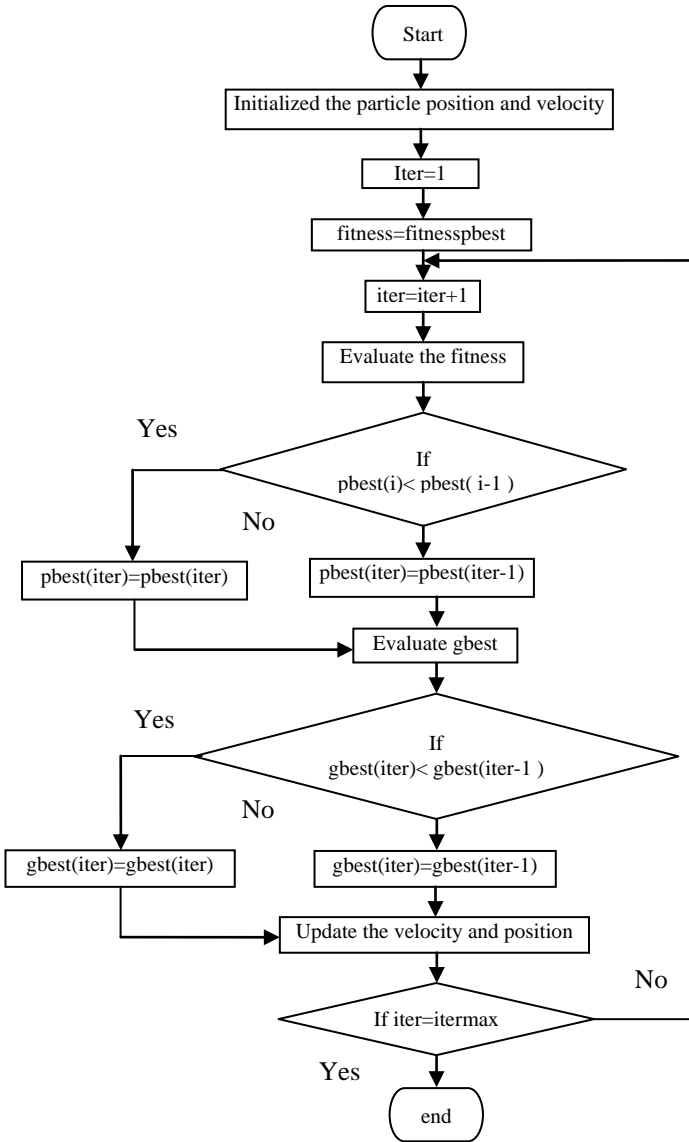 Start
Initialized the particle position and velocity
Iter=1
fitness=fitnesspbest
iter=iter+1
Evaluate the fitness
Yes
If
pbest(i)< pbest( i-1 )
No
pbest(iter)=pbest(iter)
pbest(iter)=pbest(iter-1)
Evaluate gbest
Yes
If
gbest(iter)< gbest(iter-1 )
No
gbest(iter)=gbest(iter)
gbest(iter)=gbest(iter-1)
Update the velocity and position
No
If iter=itermax
Yes
end